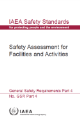 IAEA Safety Standards
for protecting people and the environment
Safety Assessment for
Facilities and Activities
General Safety Requirements Part 4
No. GSR Part 4